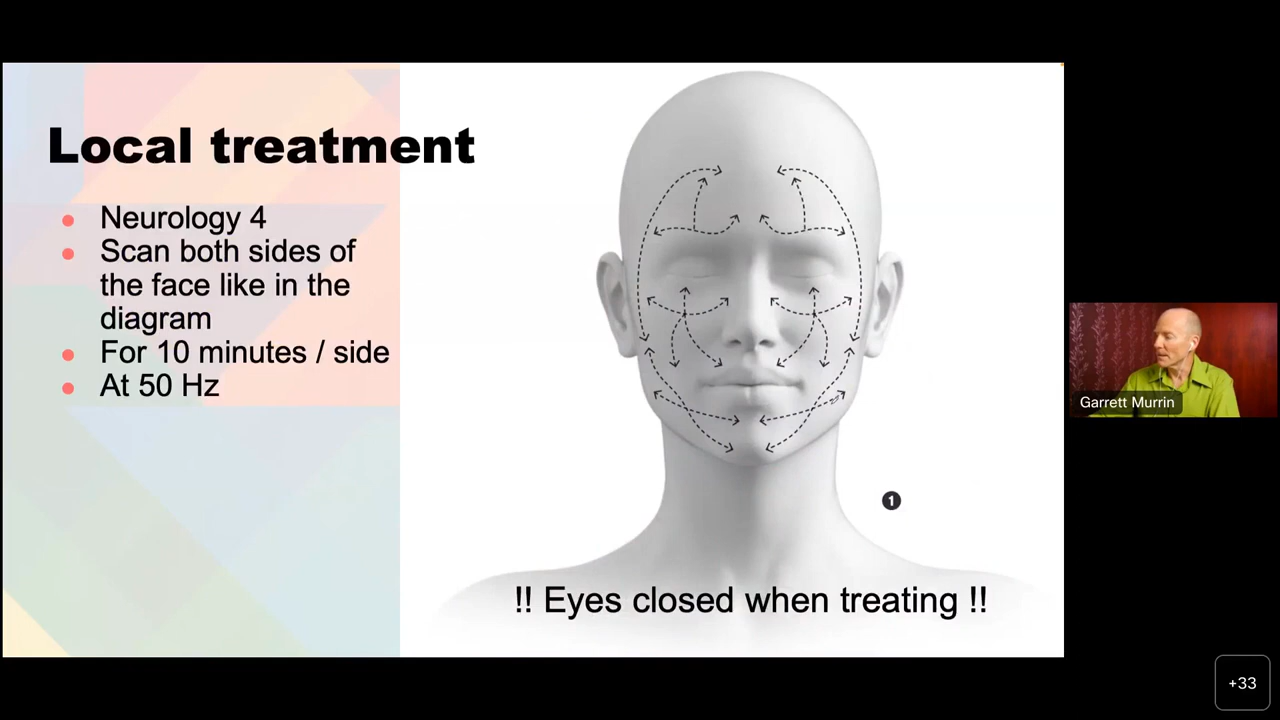 Local treatment
Neurology 4
Scan both sides of
the face like in the
diagram
For 10 minutes / side
At 50 Hz
1
!! Eyes closed when treating !!
Garrett Murrin
+33